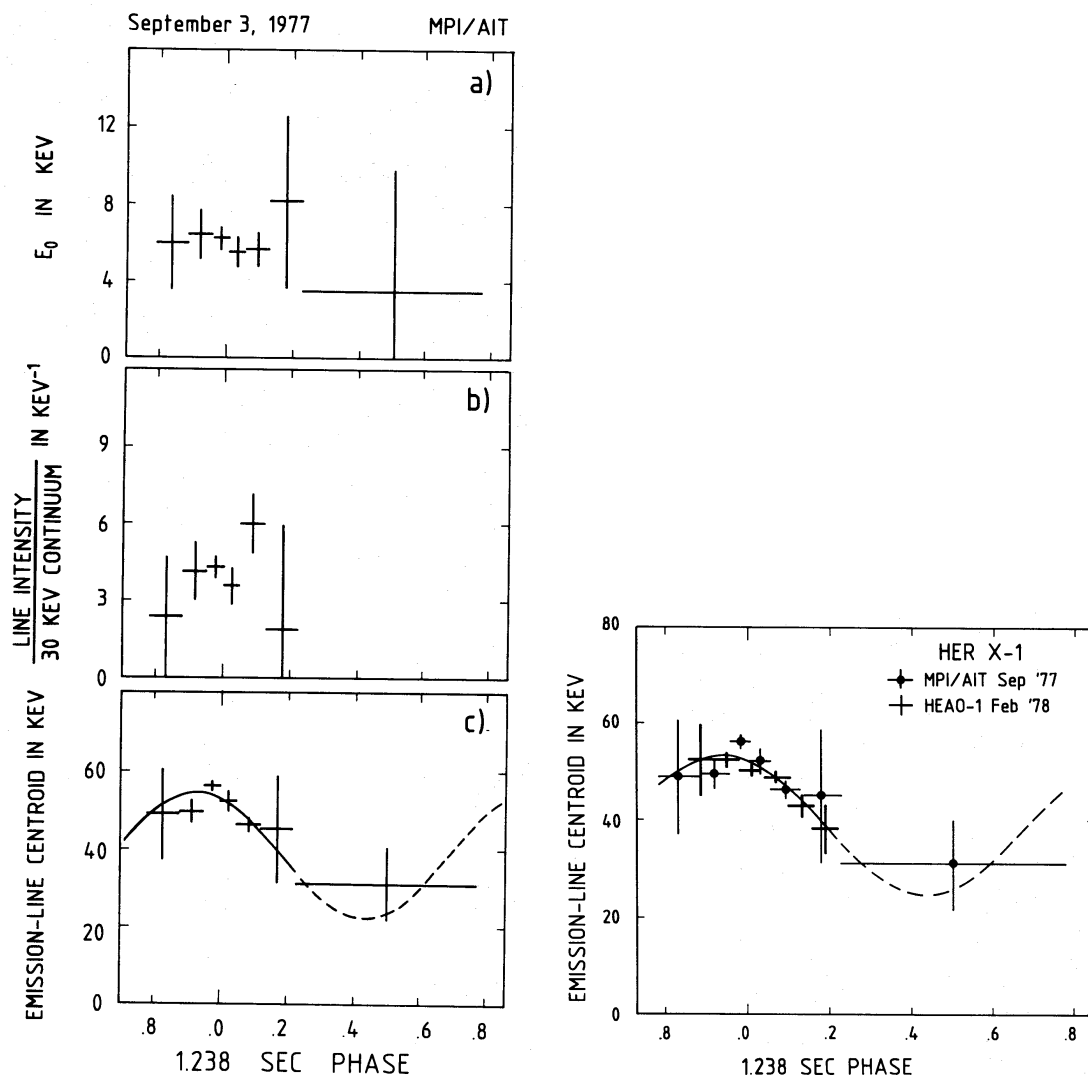 September 3, 1977 MPI/AIT
a)
12
8
4
0
E₀ IN KEV
b)
9
6
3
0
LINE INTENSITY
30 KEV CONTINUUM
IN KEV⁻¹
c)
60
40
20
0
EMISSION-LINE CENTROID IN KEV
.8 .0 .2 .4 .6 .8
1.238 SEC PHASE
80
60
40
20
0
EMISSION-LINE CENTROID IN KEV
HER X-1
MPI/AIT Sep '77
HEAO-1 Feb '78
.8 .0 .2 .4 .6 .8
1.238 SEC PHASE